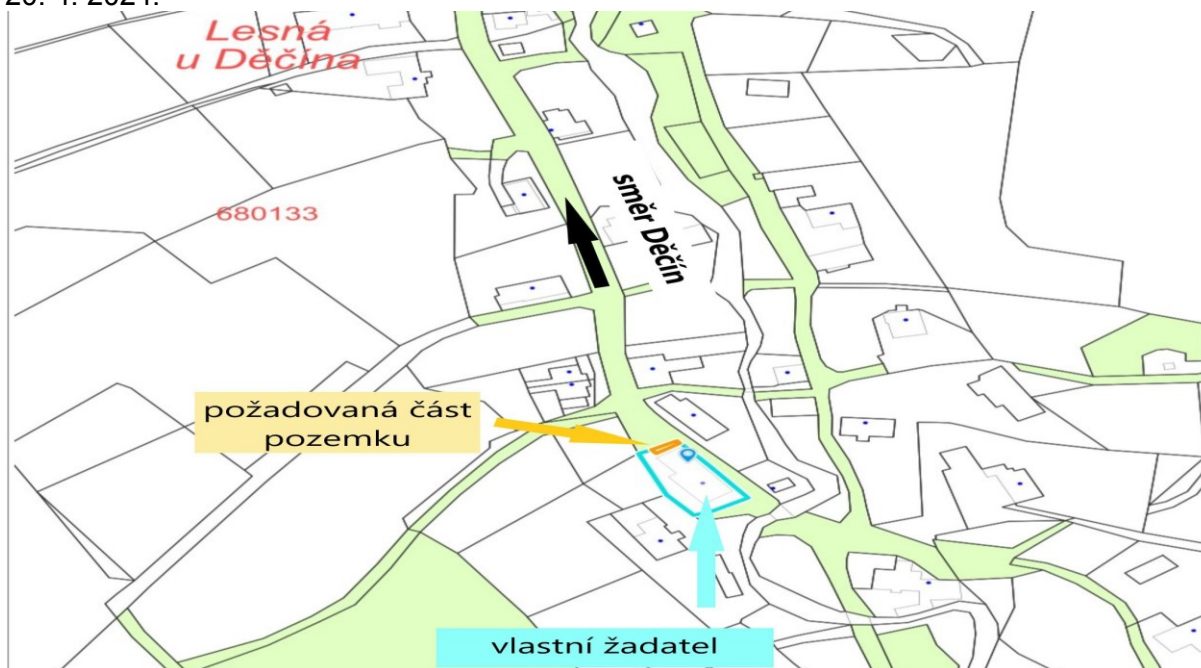 Lesná
u Děčína
680133
směr Děčín
požadovaná část
pozemku
vlastní žadatel